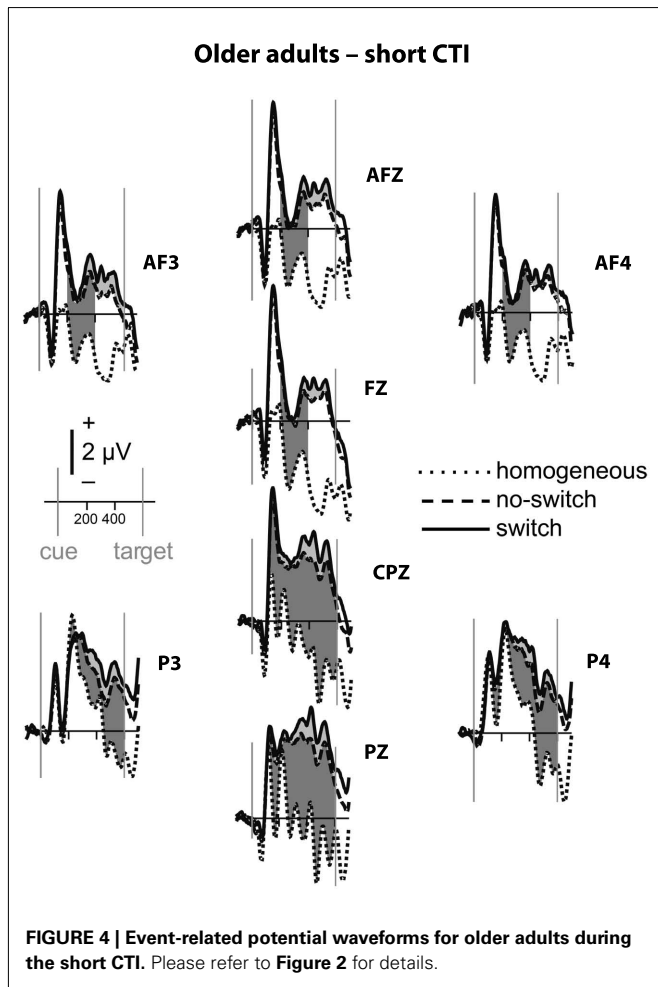 Older adults – short CTI
AFZ
AF3
AF4
FZ
+
2 µV
–
200 400
cue target
homogeneous
no-switch
switch
CPZ
P3
P4
PZ
FIGURE 4 | Event-related potential waveforms for older adults during
the short CTI. Please refer to Figure 2 for details.